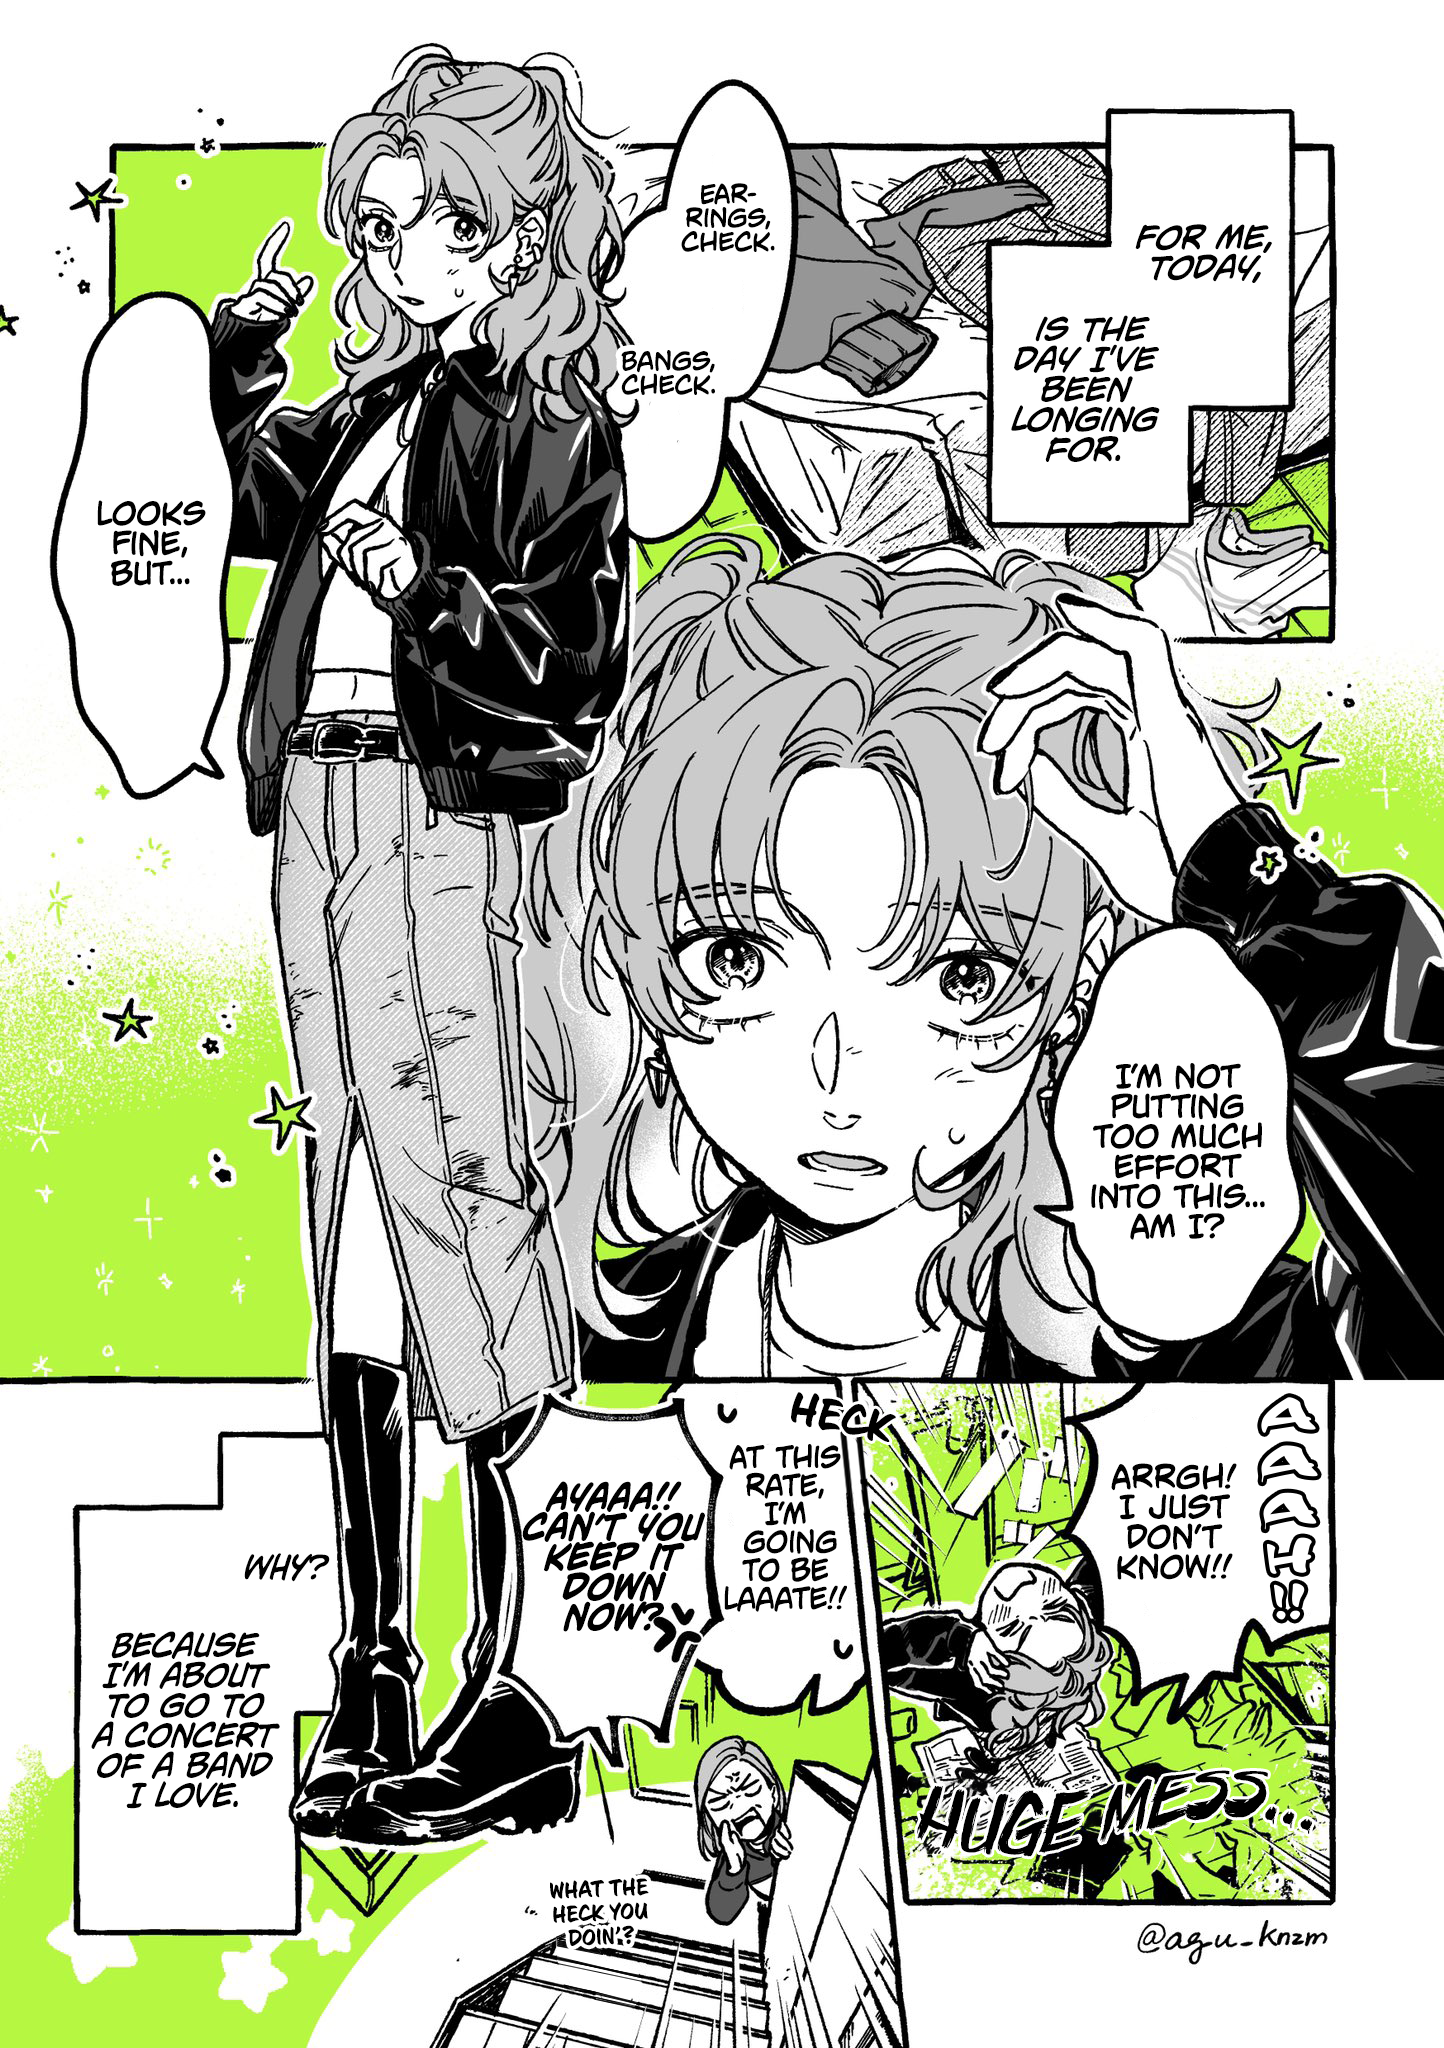 FOR ME,
TODAY,
IS THE
DAY I'VE
BEEN
LONGING
FOR.
EAR-
RINGS,
CHECK.
BANGS,
CHECK.
LOOKS
FINE,
BUT...
I'M NOT
PUTTING
TOO MUCH
EFFORT
INTO THIS...
AM I?
AAAAH!!!
ARRGH!
I JUST
DON'T
KNOW!!
HUGE MESS...
HECK
AT THIS
RATE,
I'M
GOING
TO BE
LAAATE!!
AYAAA!!
CAN'T YOU
KEEP IT
DOWN
NOW?
WHAT THE
HECK YOU
DOIN'?
WHY?
BECAUSE
I'M ABOUT
TO GO TO
A CONCERT
OF A BAND
I LOVE.
@agu_knzm